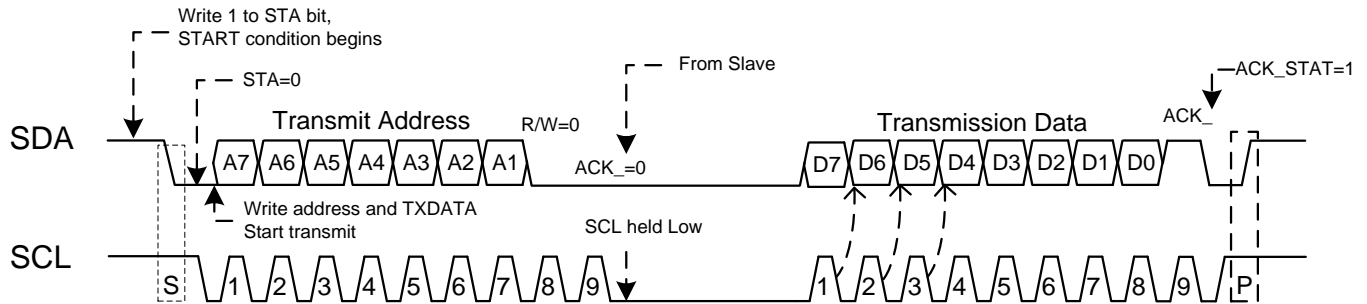 Write 1 to STA bit,
START condition begins
STA=0
From Slave
ACK_STAT=1
SDA
Transmit Address
R/W=0
Transmission Data
ACK_
A7 A6 A5 A4 A3 A2 A1
ACK_=0
D7 D6 D5 D4 D3 D2 D1 D0
Write address and TXDATA
Start transmit
SCL held Low
SCL
S 1 2 3 4 5 6 7 8 9 1 2 3 4 5 6 7 8 9 P